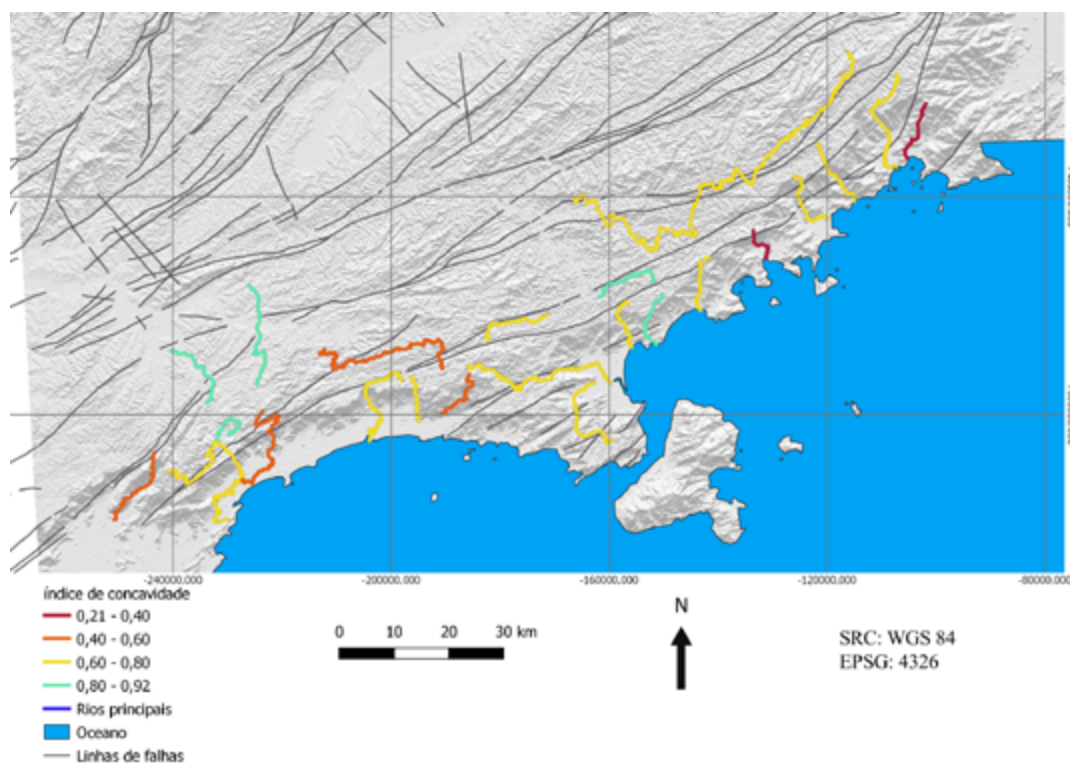 -240000.000
-200000.000
-160000.000
-120000.000
-80000.000
índice de concavidade
0,21 - 0,40
0,40 - 0,60
0,60 - 0,80
0,80 - 0,92
Rios principais
Oceano
Linhas de falhas
0 10 20 30 km
N
SRC: WGS 84
EPSG: 4326